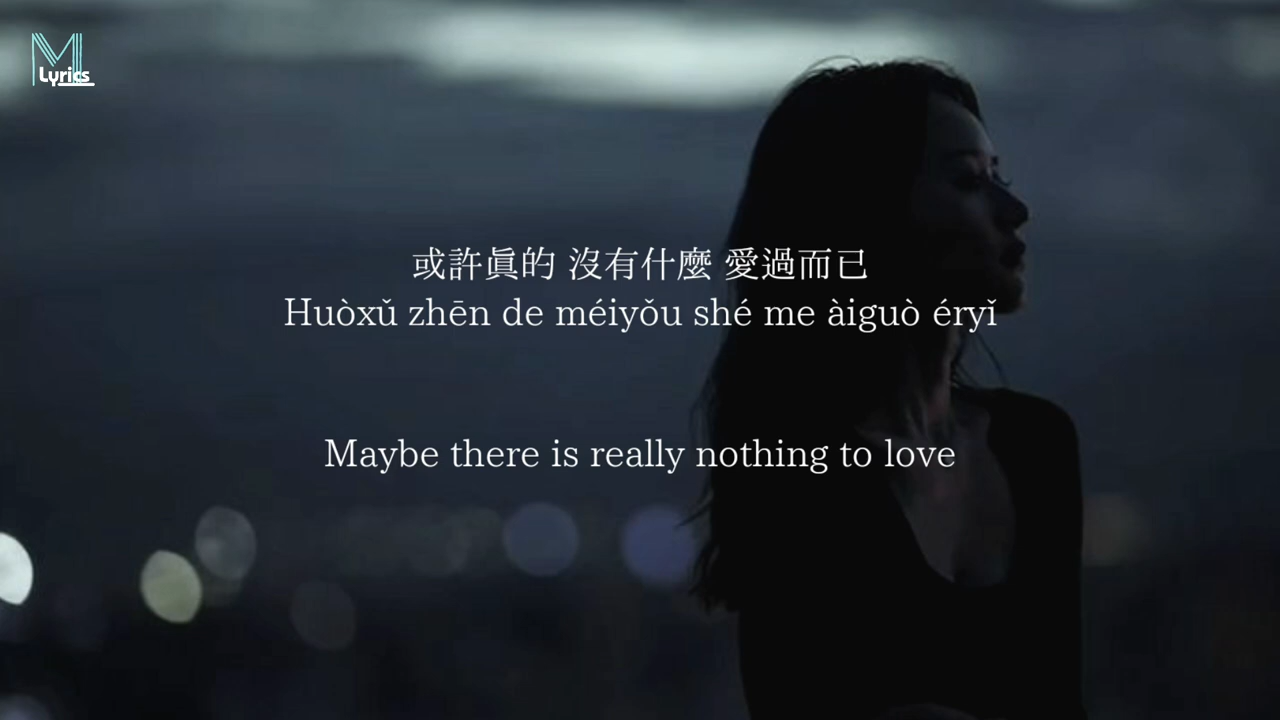 M
Lyrics
或許眞的 沒有什麼 愛過而已
Huòxǔ zhēn de méiyǒu shé me àiguò éryǐ
Maybe there is really nothing to love